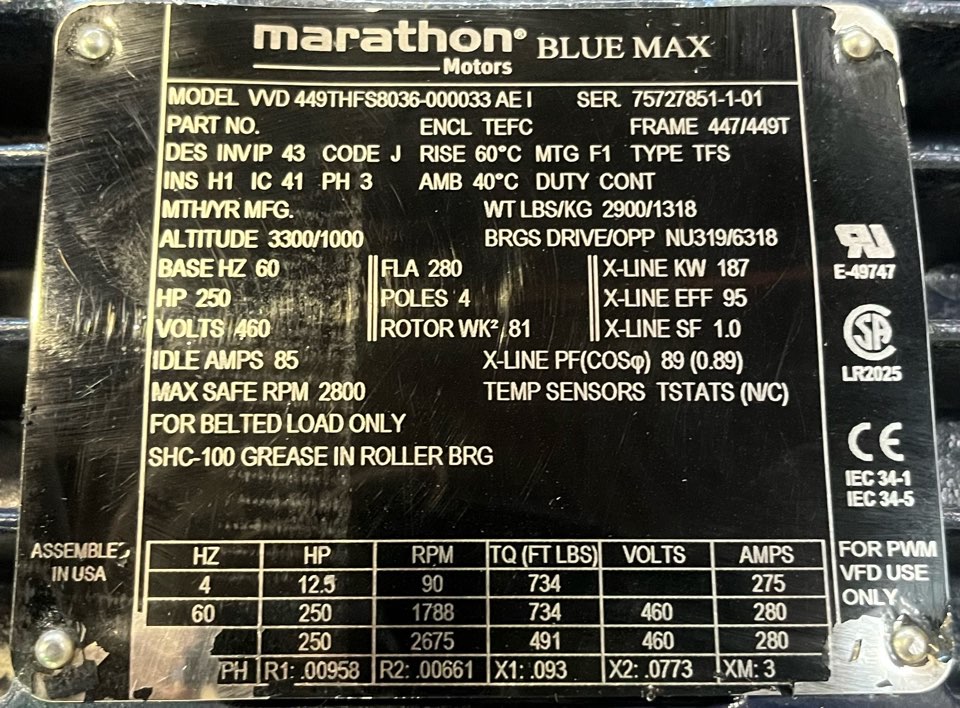 marathon® BLUE MAX
Motors
MODEL VVD 449THFS8036-000033 AE I SER. 75727851-1-01
PART NO. ENCL TEFC FRAME 447/449T
DES INV IP 43 CODE J RISE 60°C MTG F1 TYPE TFS
INS H1 IC 41 PH 3 AMB 40°C DUTY CONT
MTH/YR MFG. WT LBS/KG 2900/1318
ALTITUDE 3300/1000 BRGS DRIVE/OPP NU319/6318
BASE HZ 60 FLA 280 X-LINE KW 187
HP 250 POLES 4 X-LINE EFF 95
VOLTS 460 ROTOR WK² 81 X-LINE SF 1.0
IDLE AMPS 85 X-LINE PF(COSφ) 89 (0.89)
MAX SAFE RPM 2800 TEMP SENSORS TSTATS (N/C)
FOR BELTED LOAD ONLY
SHC-100 GREASE IN ROLLER BRG
RU
E-49747
SA
LR2025
CE
IEC 34-1
IEC 34-5
ASSEMBLED
IN USA
HZ HP RPM TQ (FT LBS) VOLTS AMPS
4 12.5 90 734 275
60 250 1788 734 460 280
250 2675 491 460 280
PH R1: .00958 R2: .00661 X1: .093 X2: .0773 XM: 3
FOR PWM
VFD USE
ONLY